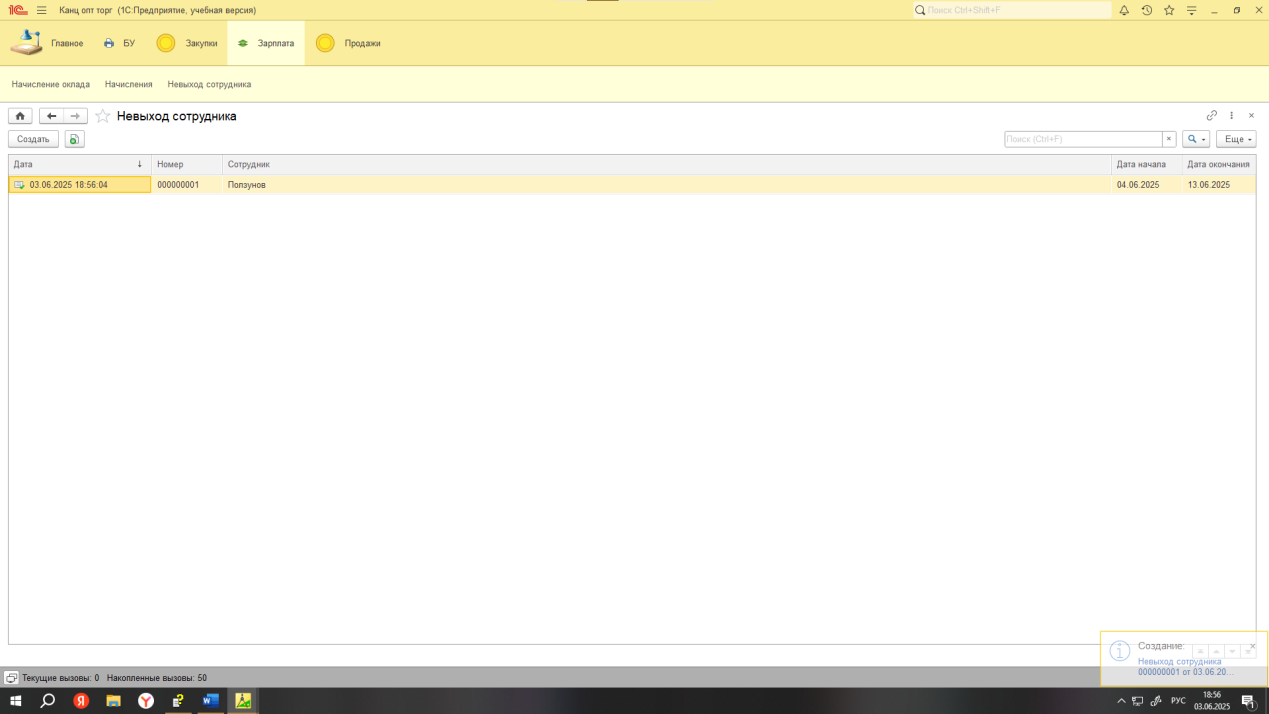 1С Канц опт торг (1С:Предприятие, учебная версия) Поиск Ctrl+Shift+F
Главное БУ Закупки Зарплата Продажи
Начисление оклада Начисления Невыход сотрудника
Невыход сотрудника
Создать Поиск (Ctrl+F) × Еще
Дата ↓ Номер Сотрудник Дата начала Дата окончания
03.06.2025 18:56:04 000000001 Ползунов 04.06.2025 13.06.2025
Создание:
Невыход сотрудника
000000001 от 03.06.20...
Текущие вызовы: 0 Накопленные вызовы: 50
РУС 18:56
03.06.2025 1